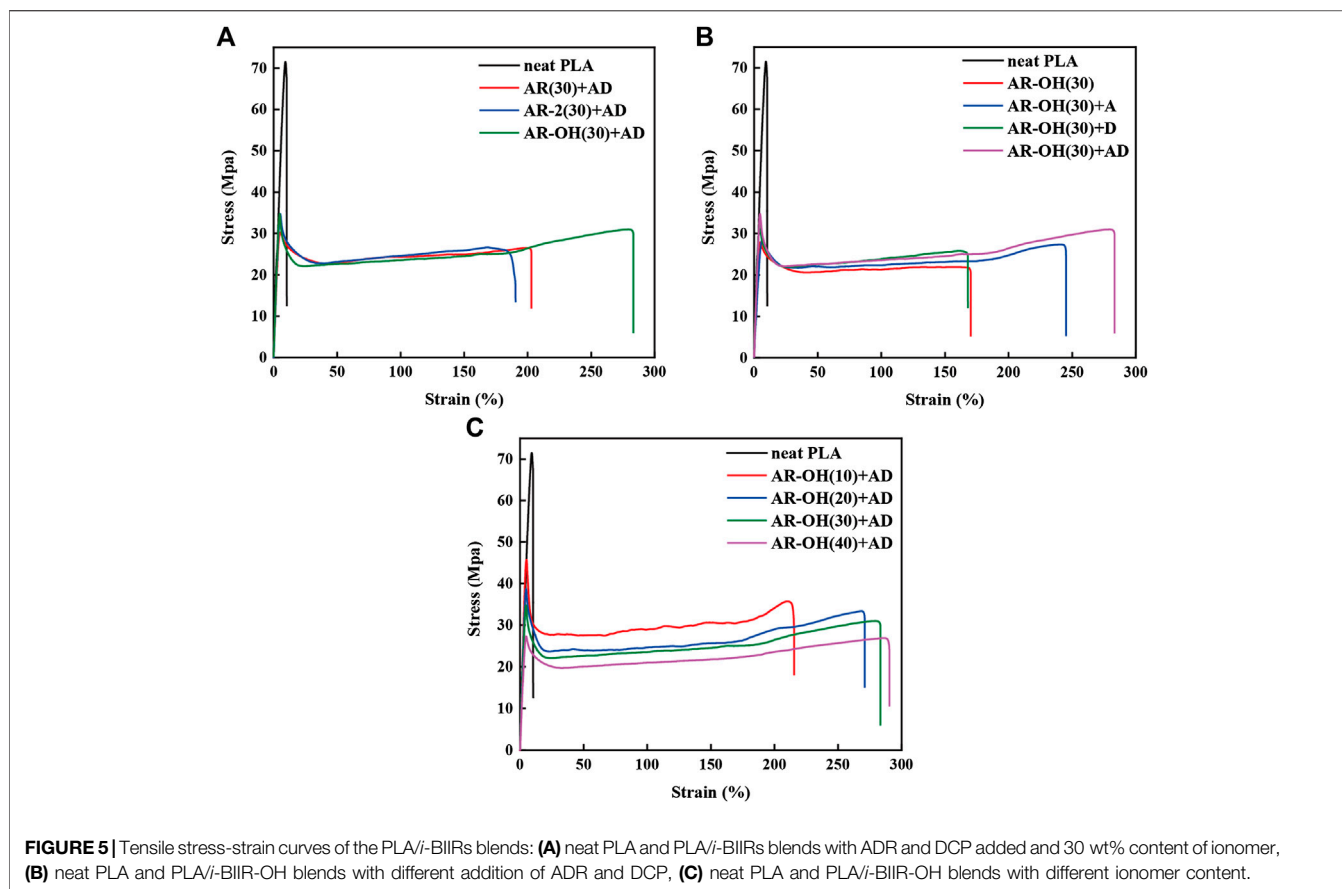 A
neat PLA
AR(30)+AD
AR-2(30)+AD
AR-OH(30)+AD
Stress (Mpa)
70
60
50
40
30
20
10
0
0 50 100 150 200 250 300
Strain (%)
B
neat PLA
AR-OH(30)
AR-OH(30)+A
AR-OH(30)+D
AR-OH(30)+AD
Stress (Mpa)
70
60
50
40
30
20
10
0
0 50 100 150 200 250 300
Strain (%)
C
neat PLA
AR-OH(10)+AD
AR-OH(20)+AD
AR-OH(30)+AD
AR-OH(40)+AD
Stress (Mpa)
70
60
50
40
30
20
10
0
0 50 100 150 200 250 300
Strain (%)
FIGURE 5 | Tensile stress-strain curves of the PLA/i-BIIRs blends: (A) neat PLA and PLA/i-BIIRs blends with ADR and DCP added and 30 wt% content of ionomer,
(B) neat PLA and PLA/i-BIIR-OH blends with different addition of ADR and DCP, (C) neat PLA and PLA/i-BIIR-OH blends with different ionomer content.